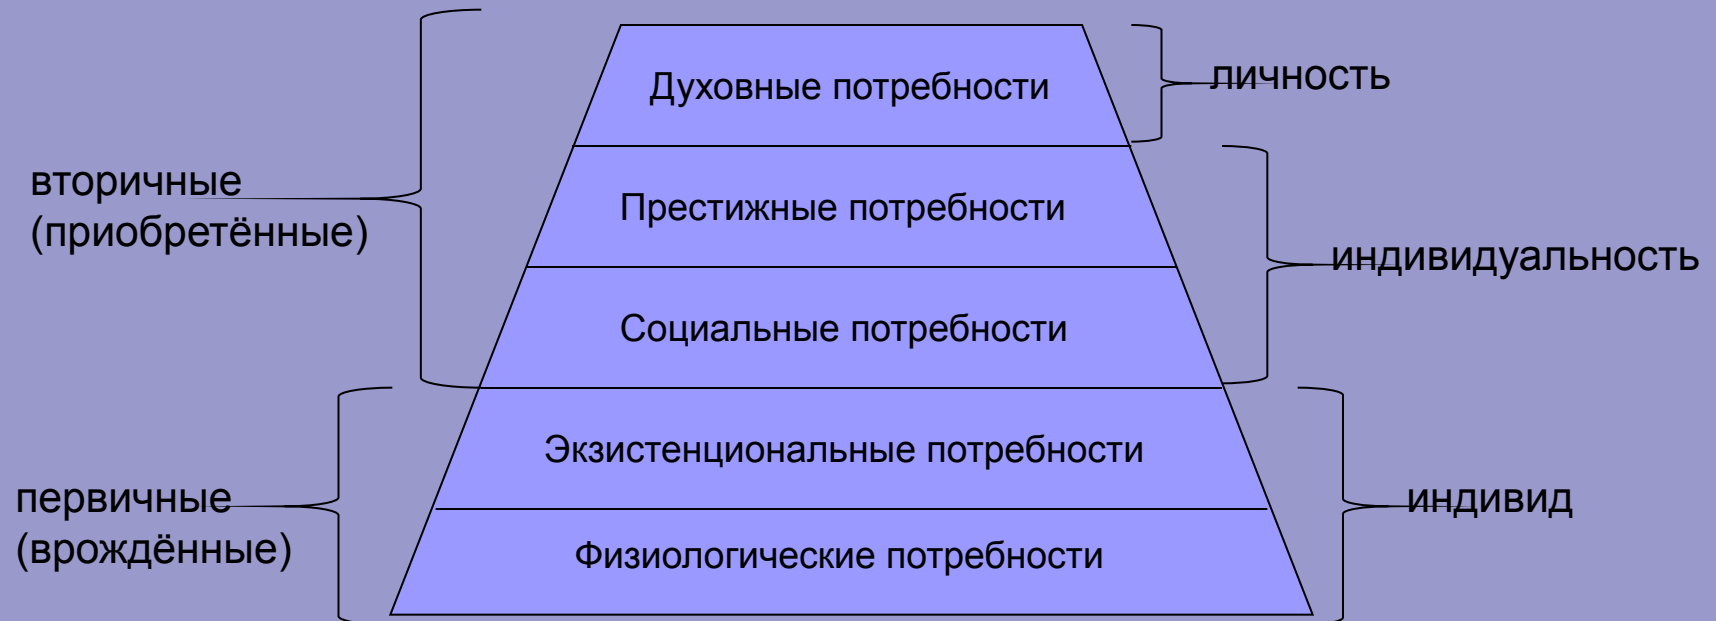 Духовные потребности
личность
вторичные
(приобретённые)
Престижные потребности
индивидуальность
Социальные потребности
Экзистенциональные потребности
первичные
(врождённые)
индивид
Физиологические потребности